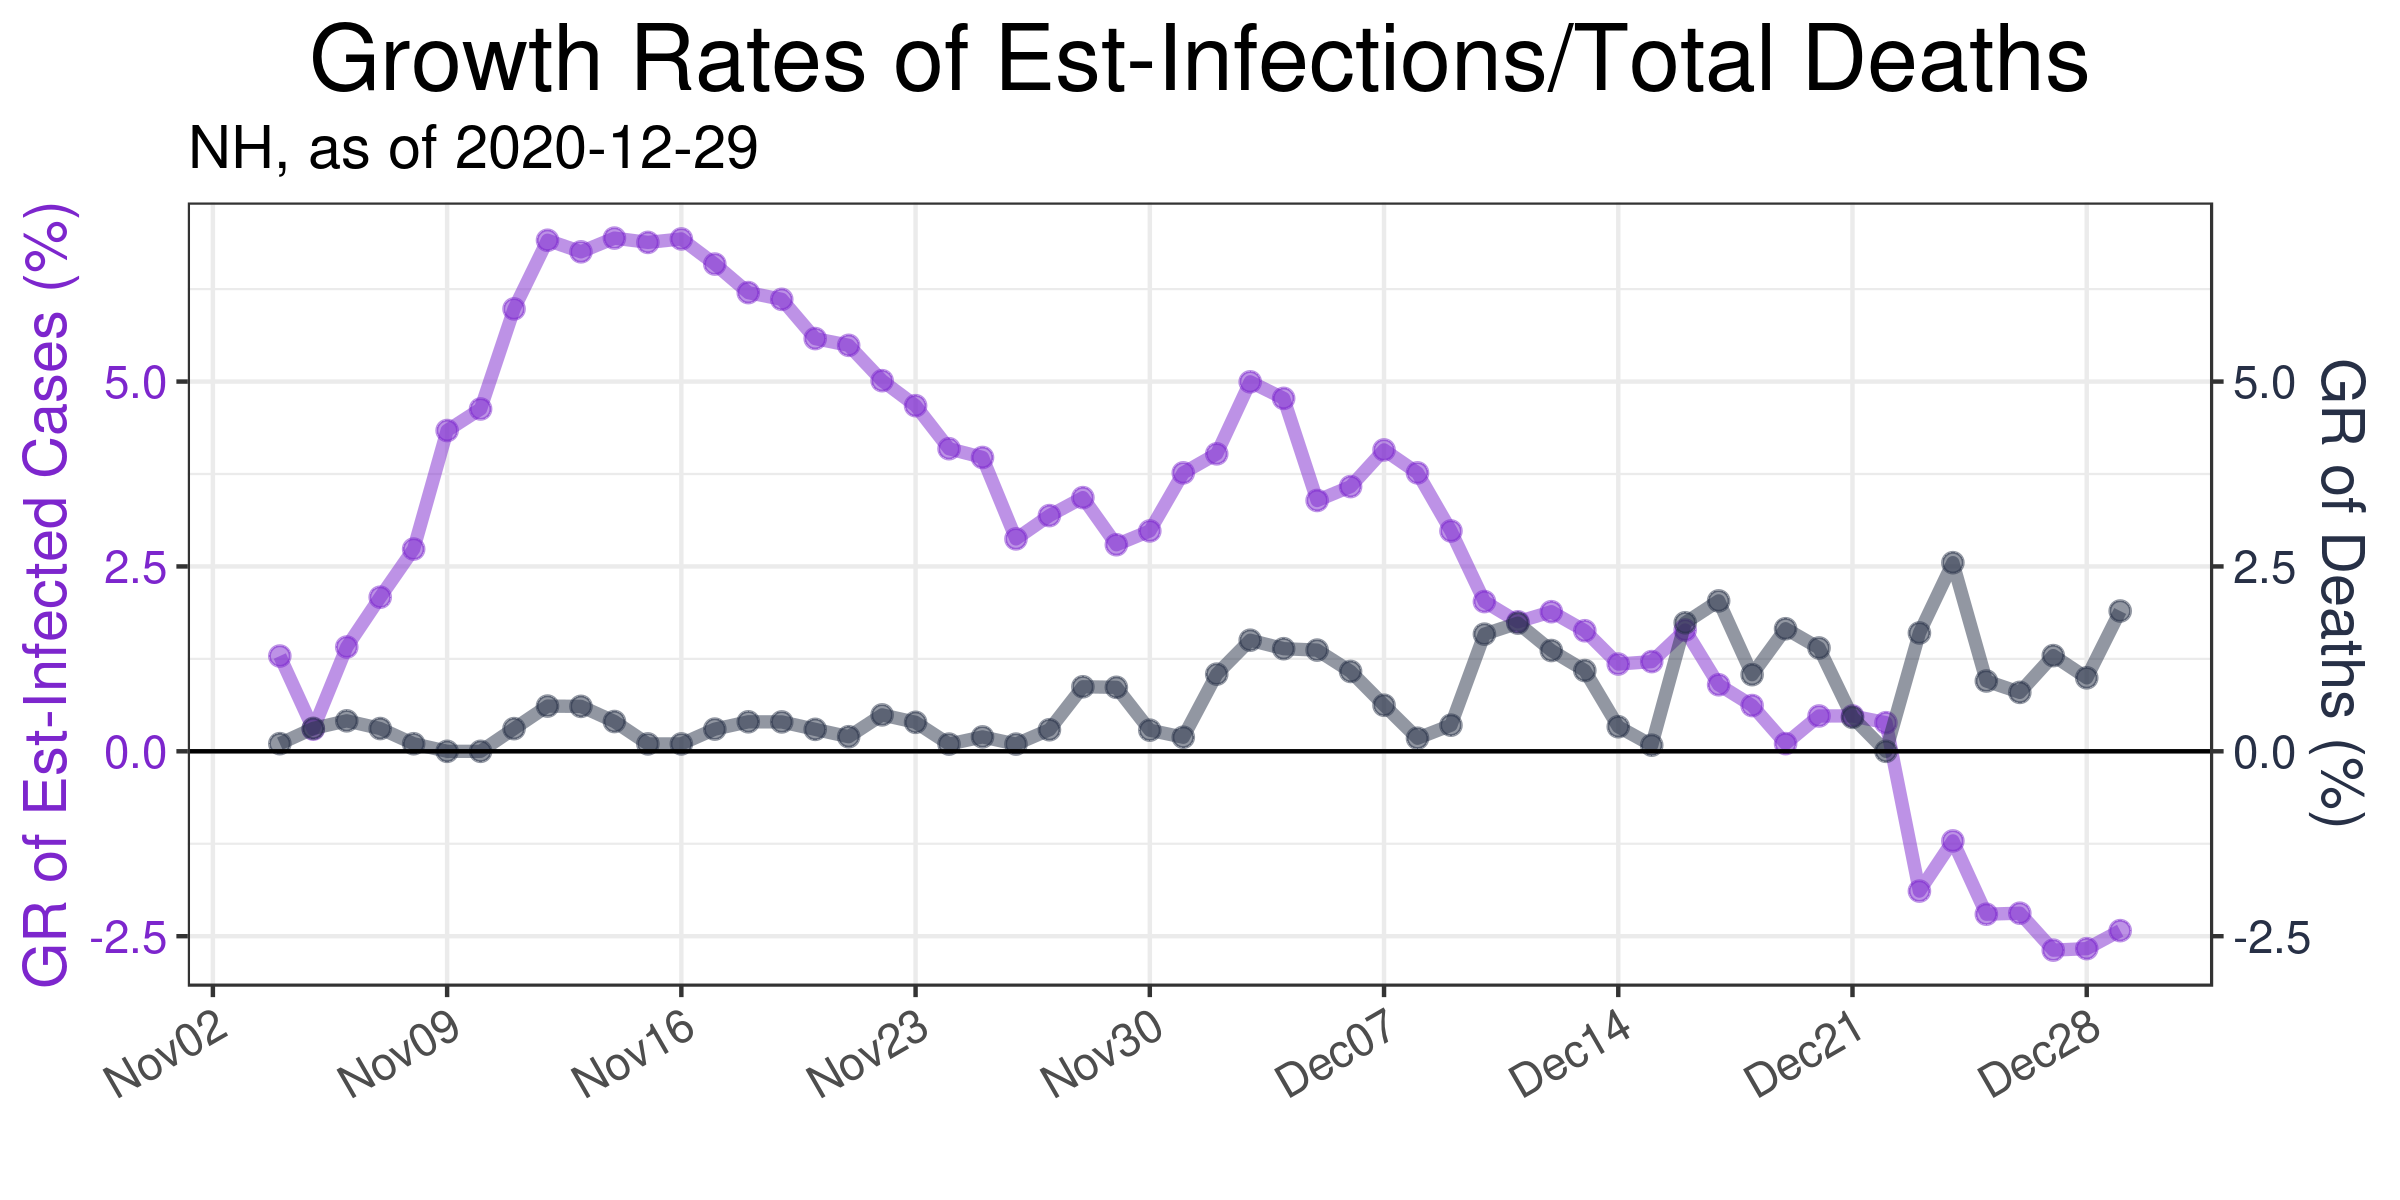 Growth Rates of Est-Infections/Total Deaths
NH, as of 2020-12-29
GR of Est-Infected Cases (%)
5.0
2.5
0.0
-2.5
5.0
2.5
0.0
-2.5
GR of Deaths (%)
Nov02
Nov09
Nov16
Nov23
Nov30
Dec07
Dec14
Dec21
Dec28